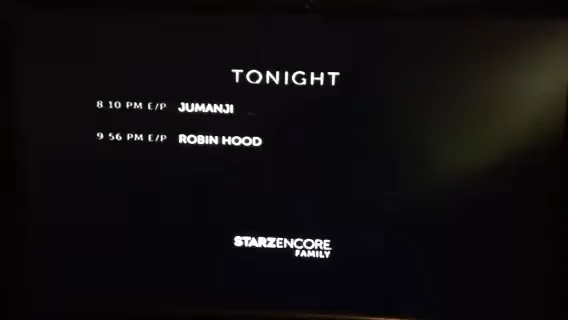 TONIGHT
8.10 PM E/P JUMANJI
9 56 PM E/P ROBIN HOOD
STARZENCORE
FAMILY